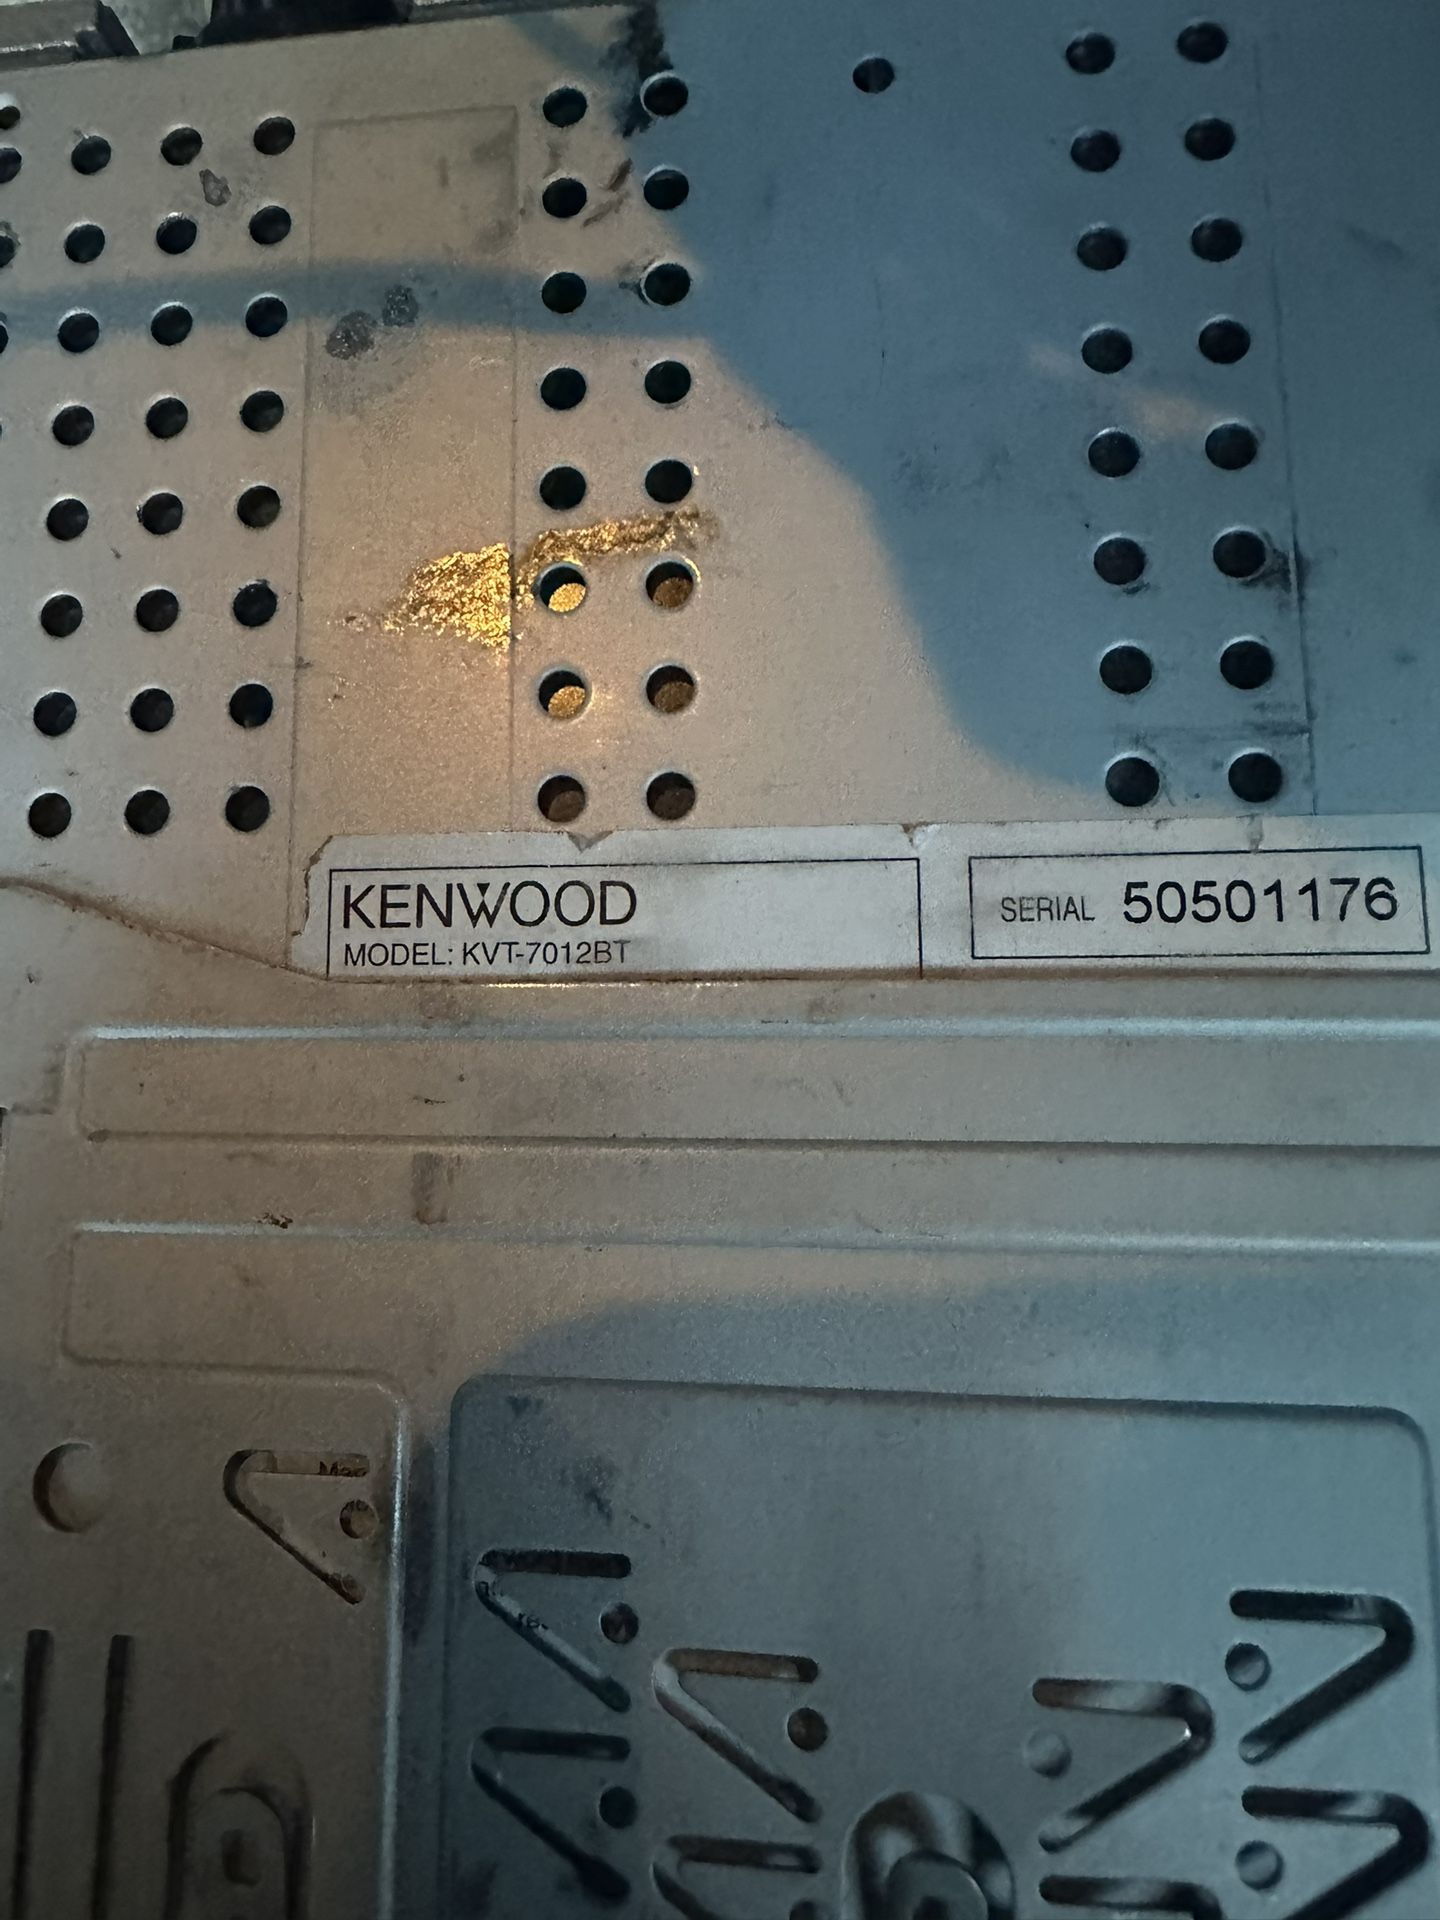 KENWOOD
MODEL: KVT-7012BT
SERIAL 50501176